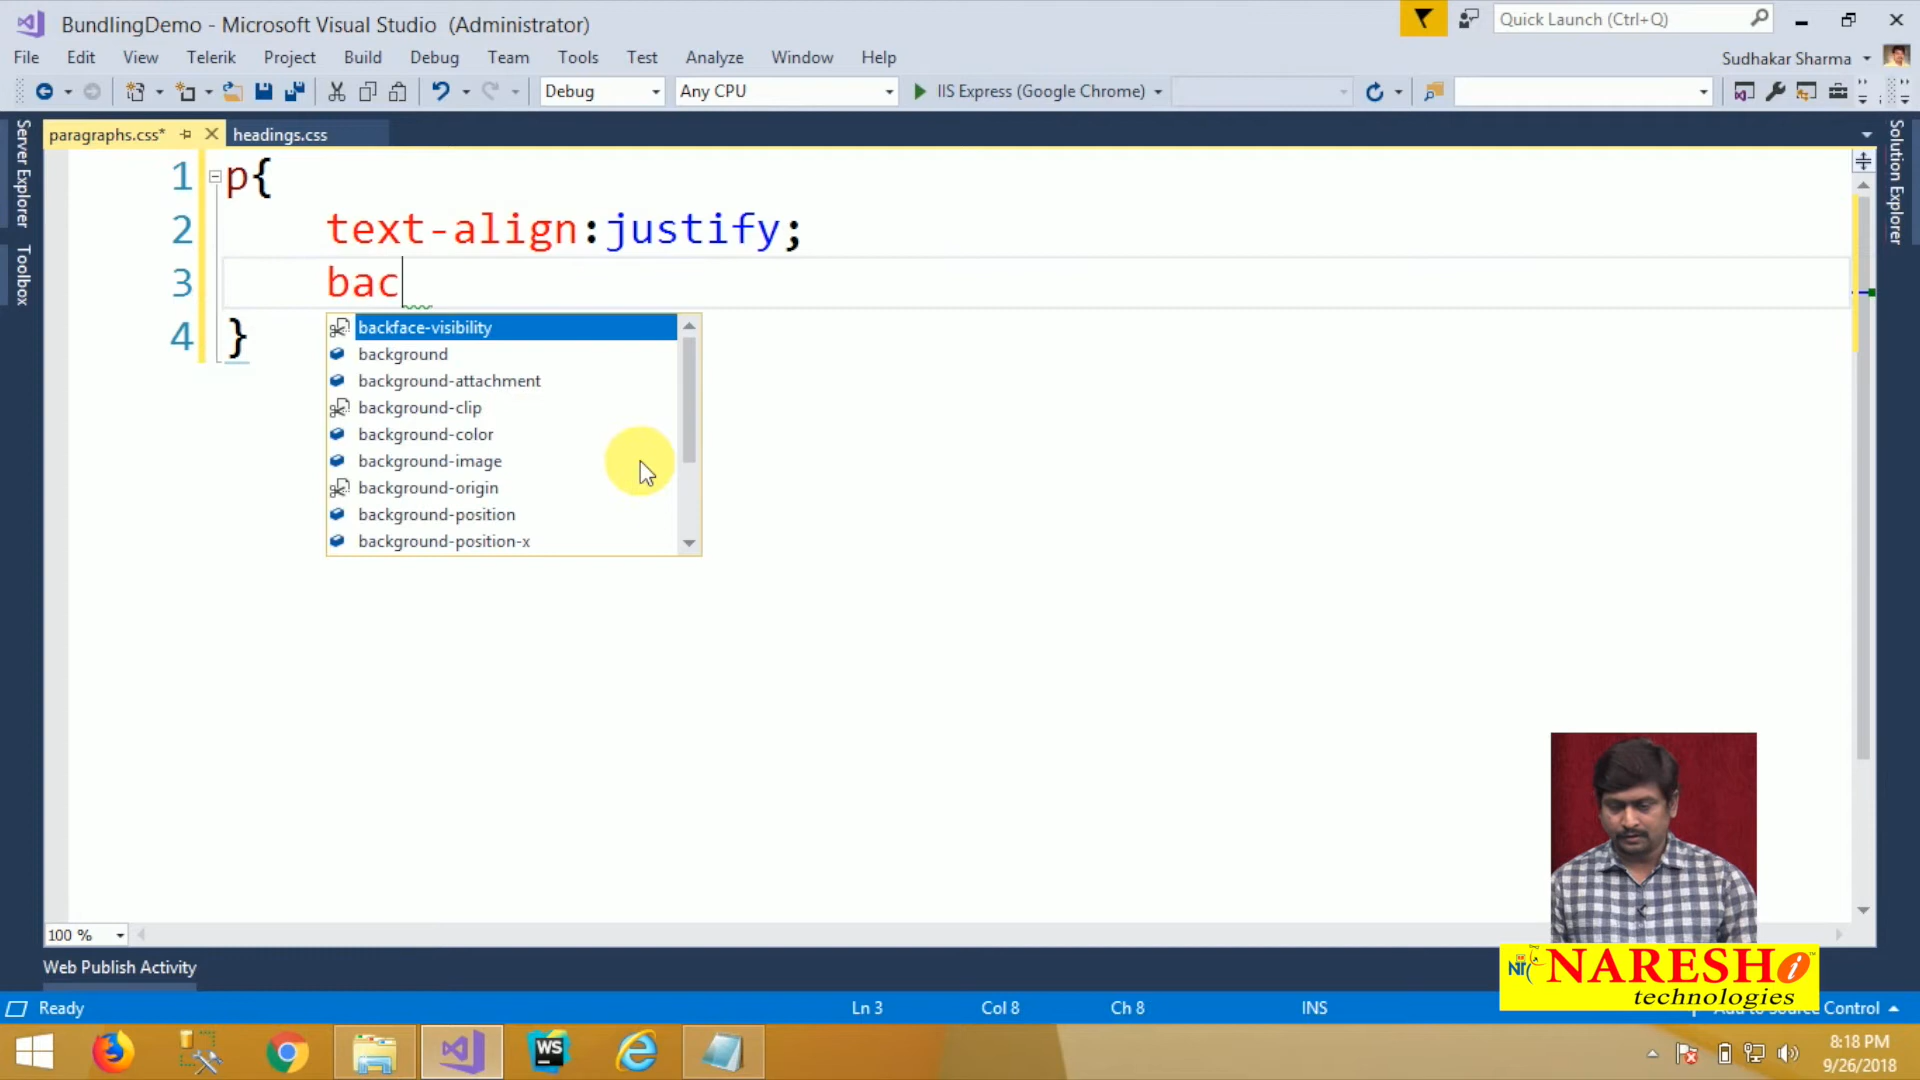 BundlingDemo - Microsoft Visual Studio (Administrator)
Quick Launch (Ctrl+Q)
File Edit View Telerik Project Build Debug Team Tools Test Analyze Window Help
Sudhakar Sharma
Debug Any CPU IIS Express (Google Chrome)
Server Explorer
Toolbox
Solution Explorer
paragraphs.css* headings.css
1 p{
2 text-align:justify;
3 bac
4 }
backface-visibility
background
background-attachment
background-clip
background-color
background-image
background-origin
background-position
background-position-x
100 %
Web Publish Activity
NARESH i
technologies
Ready Ln 3 Col 8 Ch 8 INS Add to Source Control
WS
8:18 PM
9/26/2018